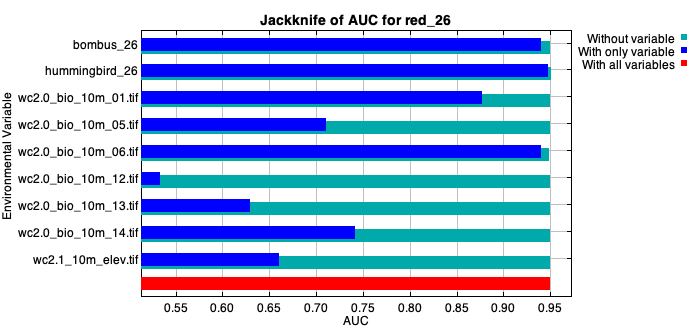 Jackknife of AUC for red_26
Without variable
With only variable
With all variables
Environmental Variable
bombus_26
hummingbird_26
wc2.0_bio_10m_01.tif
wc2.0_bio_10m_05.tif
wc2.0_bio_10m_06.tif
wc2.0_bio_10m_12.tif
wc2.0_bio_10m_13.tif
wc2.0_bio_10m_14.tif
wc2.1_10m_elev.tif
0.55 0.60 0.65 0.70 0.75 0.80 0.85 0.90 0.95
AUC